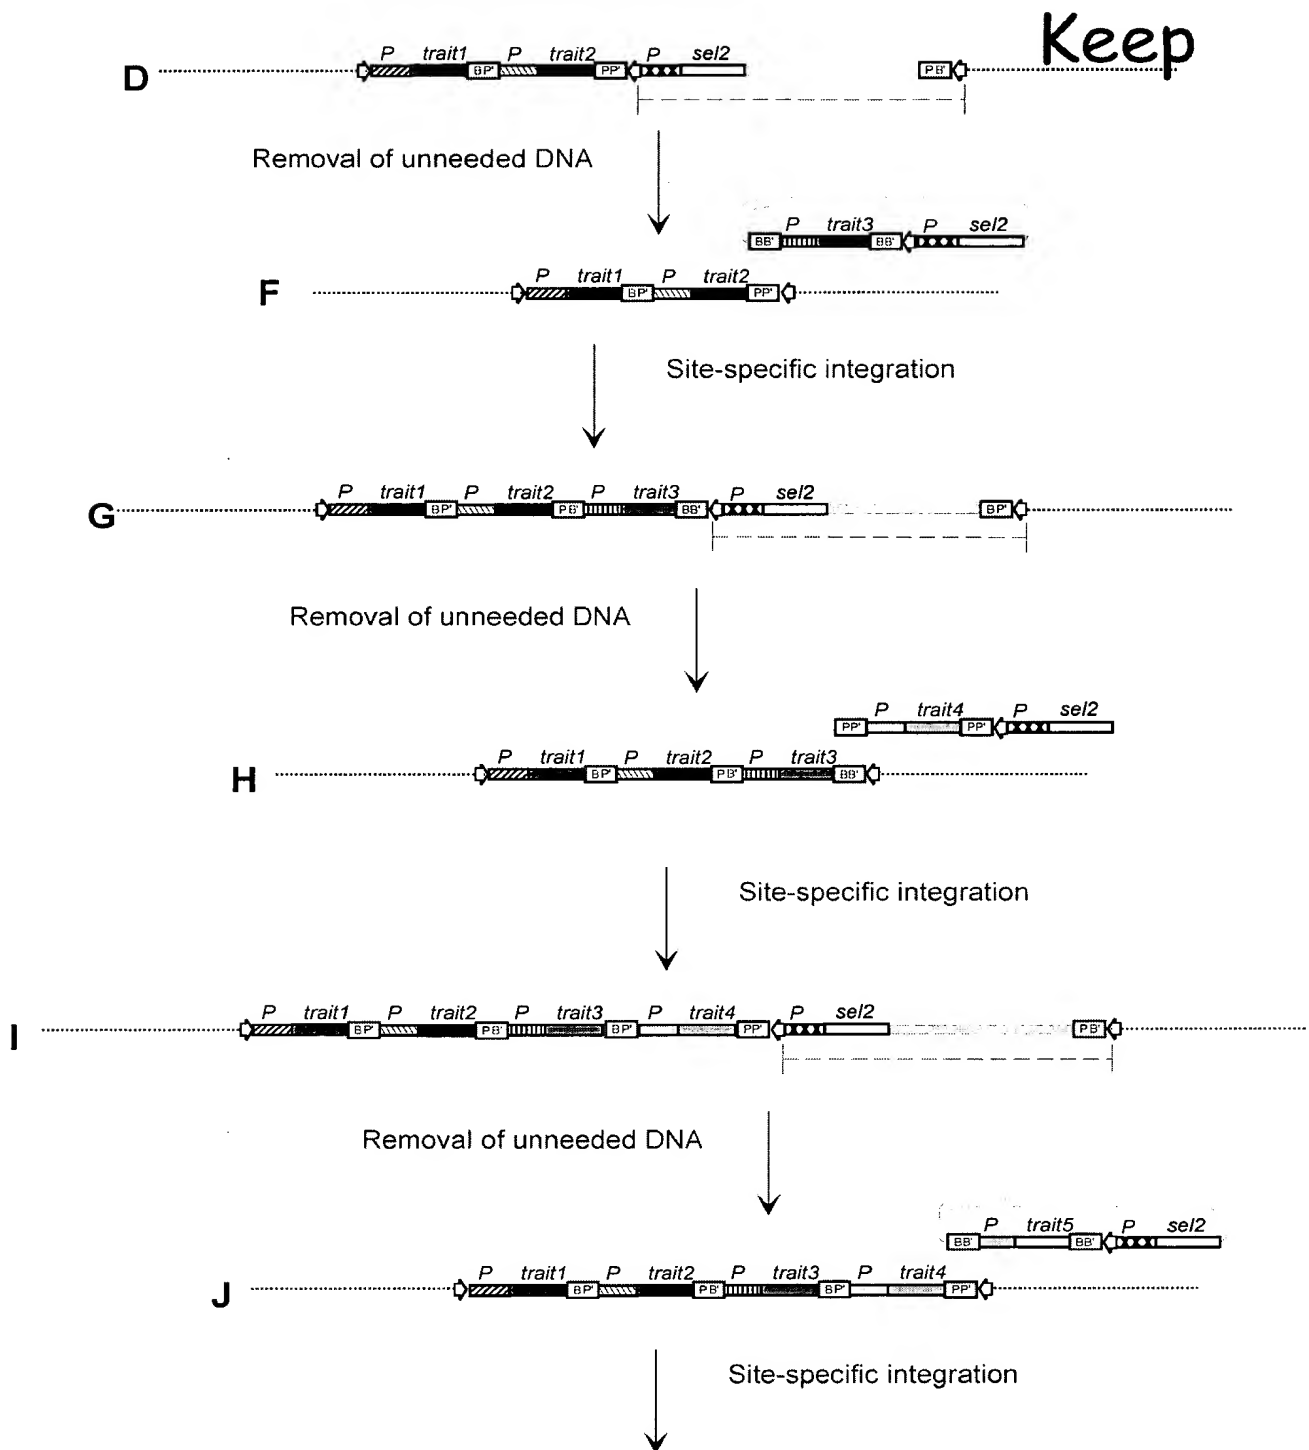 Keep
P trait1 P trait2 P sel2
D BP' PP' PB'
Removal of unneeded DNA
P trait3 P sel2
BB' BB'
P trait1 P trait2
F BP' PP'
Site-specific integration
P trait1 P trait2 P trait3 P sel2
G BP' PB' BB' BP'
Removal of unneeded DNA
P trait4 P sel2
PP' PP'
P trait1 P trait2 P trait3
H BP' PB' BB'
Site-specific integration
P trait1 P trait2 P trait3 P trait4 P sel2
I BP' PB' BP' PP' PB'
Removal of unneeded DNA
P trait5 P sel2
BB' BB'
P trait1 P trait2 P trait3 P trait4
J BP' PB' BP' PP'
Site-specific integration